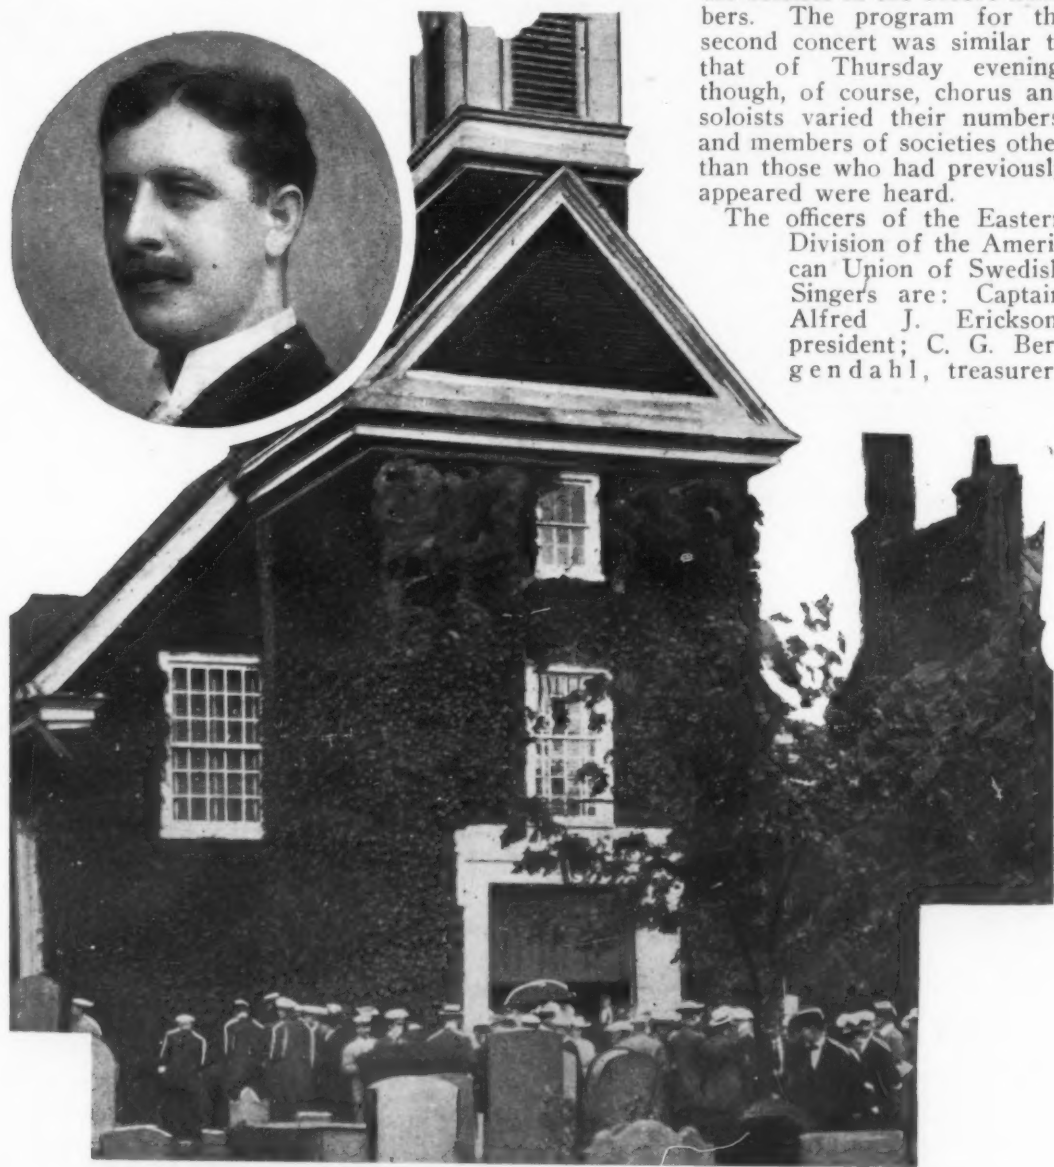 bers. The program for th
second concert was similar t
that of Thursday evening
though, of course, chorus an
soloists varied their numbers
and members of societies othe
than those who had previousl
appeared were heard.
The officers of the Eastern
Division of the Ameri
can Union of Swedish
Singers are: Captain
Alfred J. Erickson
president; C. G. Ber
gendahl, treasurer